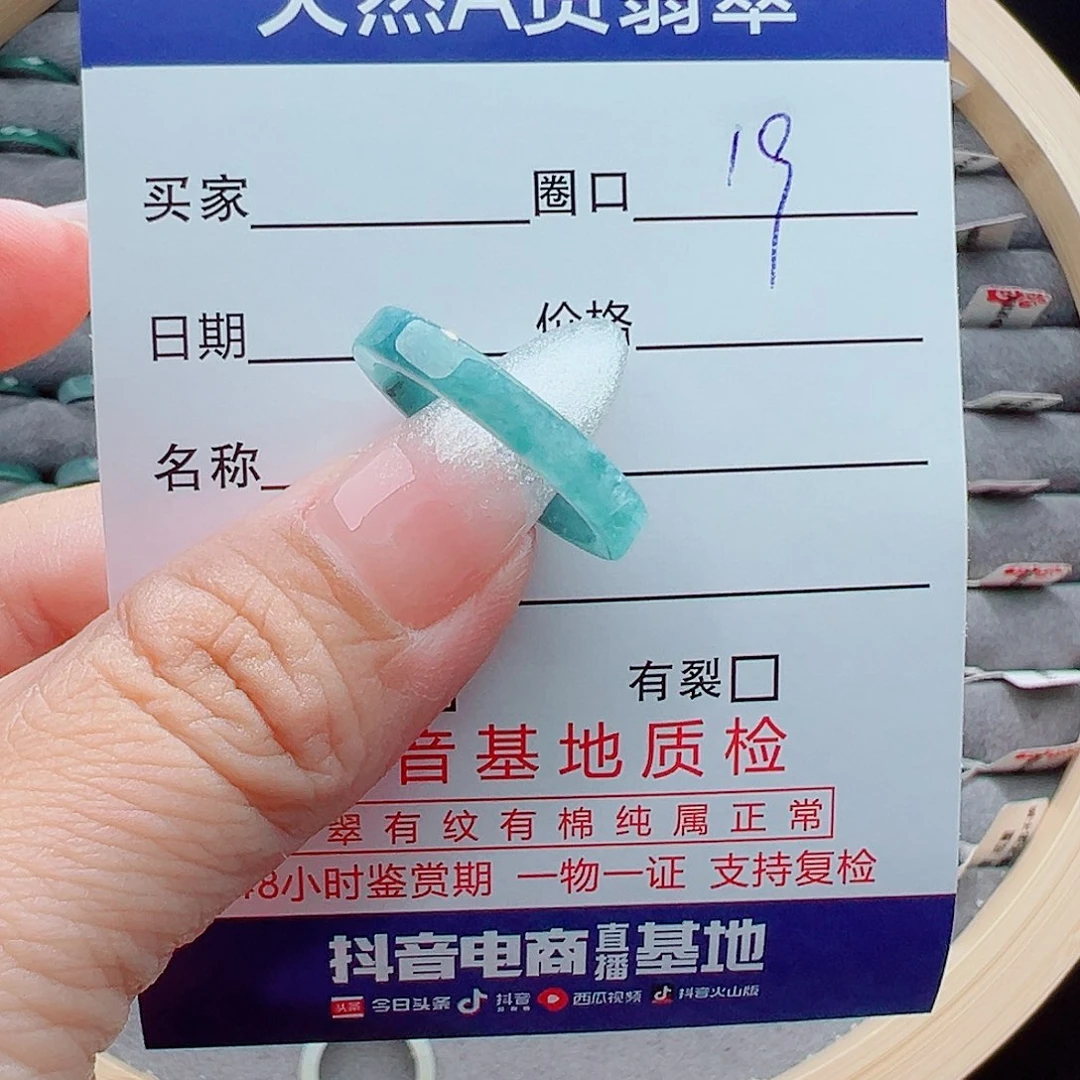 天然A货翡翠
买家 圈口 19
日期 价格
名称
有裂
音基地质检
翠有纹有棉纯属正常
48小时鉴赏期 一物一证 支持复检
抖音电商直播基地
头条 今日头条 抖音 西瓜视频 抖音火山版